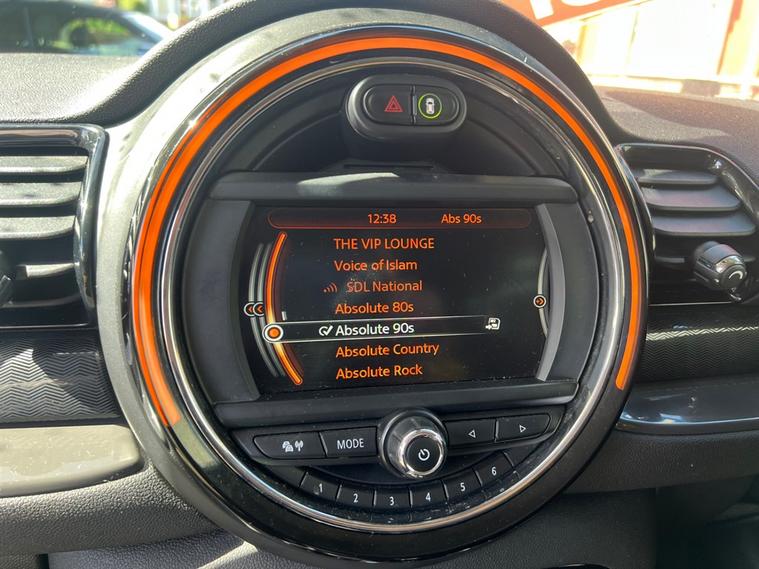 12:38 Abs 90s
THE VIP LOUNGE
Voice of Islam
SDL National
Absolute 80s
Absolute 90s
Absolute Country
Absolute Rock
MODE
1 2 3 4 5 6